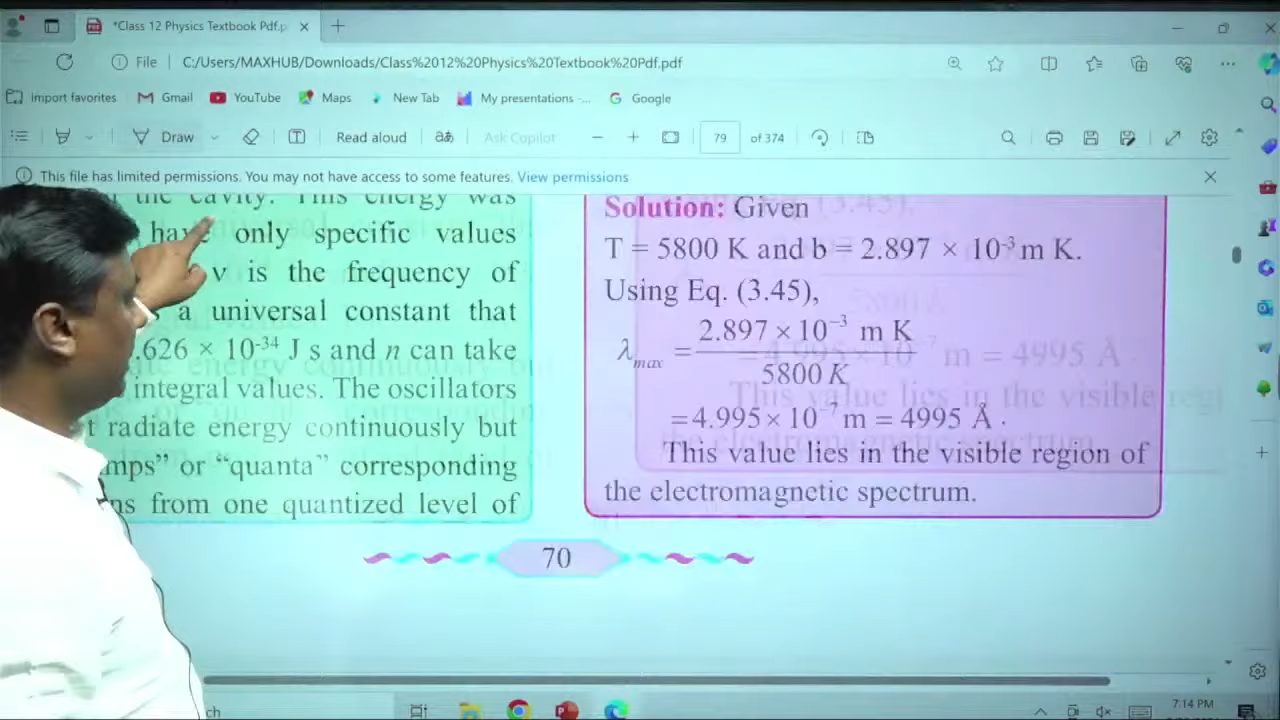 *Class 12 Physics Textbook Pdf.p
File C:/Users/MAXHUB/Downloads/Class%2012%20Physics%20Textbook%20Pdf.pdf
Import favorites Gmail YouTube Maps New Tab My presentations -... Google
Draw Read aloud Ask Copilot 79 of 374
This file has limited permissions. You may not have access to some features. View permissions
the cavity. This energy was
have only specific values
ν is the frequency of
a universal constant that
.626 × 10⁻³⁴ J s and n can take
integral values. The oscillators
t radiate energy continuously but
mps” or “quanta” corresponding
ns from one quantized level of
Solution: Given
T = 5800 K and b = 2.897 × 10⁻³ m K.
Using Eq. (3.45),
λmax = 2.897 × 10⁻³ m K / 5800 K
= 4.995 × 10⁻⁷ m = 4995 Å .
This value lies in the visible region of
the electromagnetic spectrum.
70
ch
7:14 PM